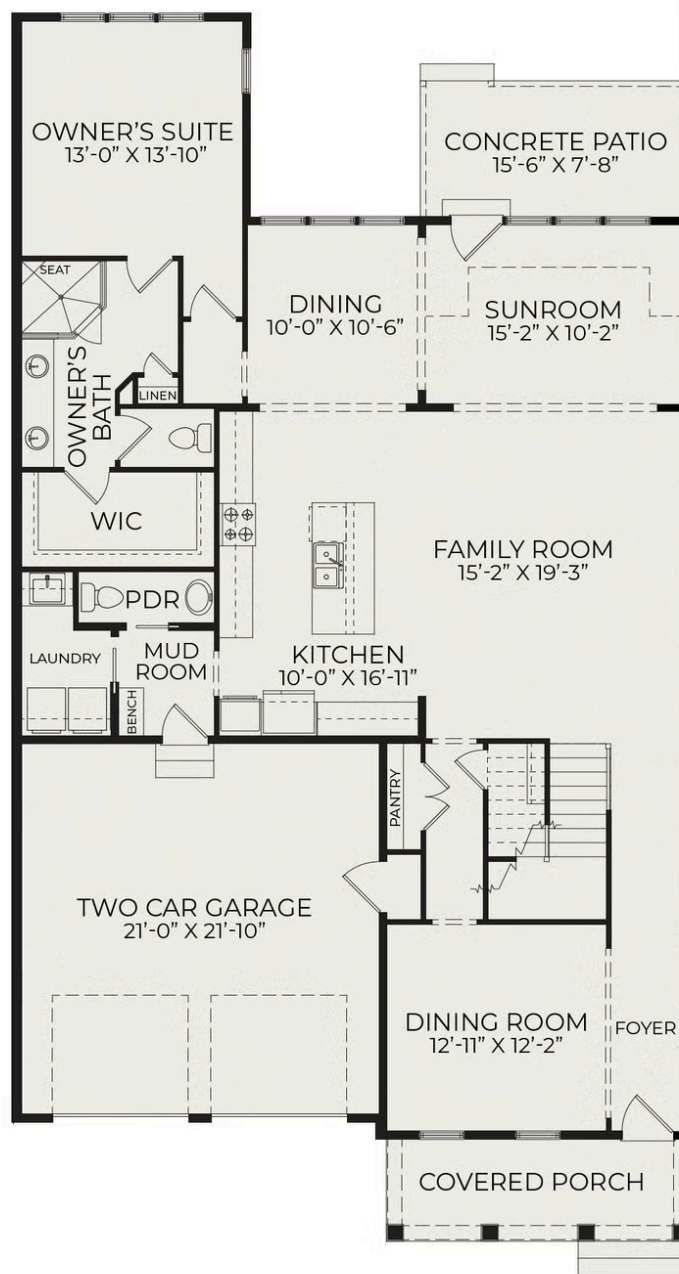 OWNER'S SUITE
13'-0" X 13'-10"
CONCRETE PATIO
15'-6" X 7'-8"
SEAT
DINING
10'-0" X 10'-6"
SUNROOM
15'-2" X 10'-2"
OWNER'S
BATH
LINEN
WIC
FAMILY ROOM
15'-2" X 19'-3"
PDR
LAUNDRY
MUD
ROOM
BENCH
KITCHEN
10'-0" X 16'-11"
PANTRY
TWO CAR GARAGE
21'-0" X 21'-10"
DINING ROOM
12'-11" X 12'-2"
FOYER
COVERED PORCH